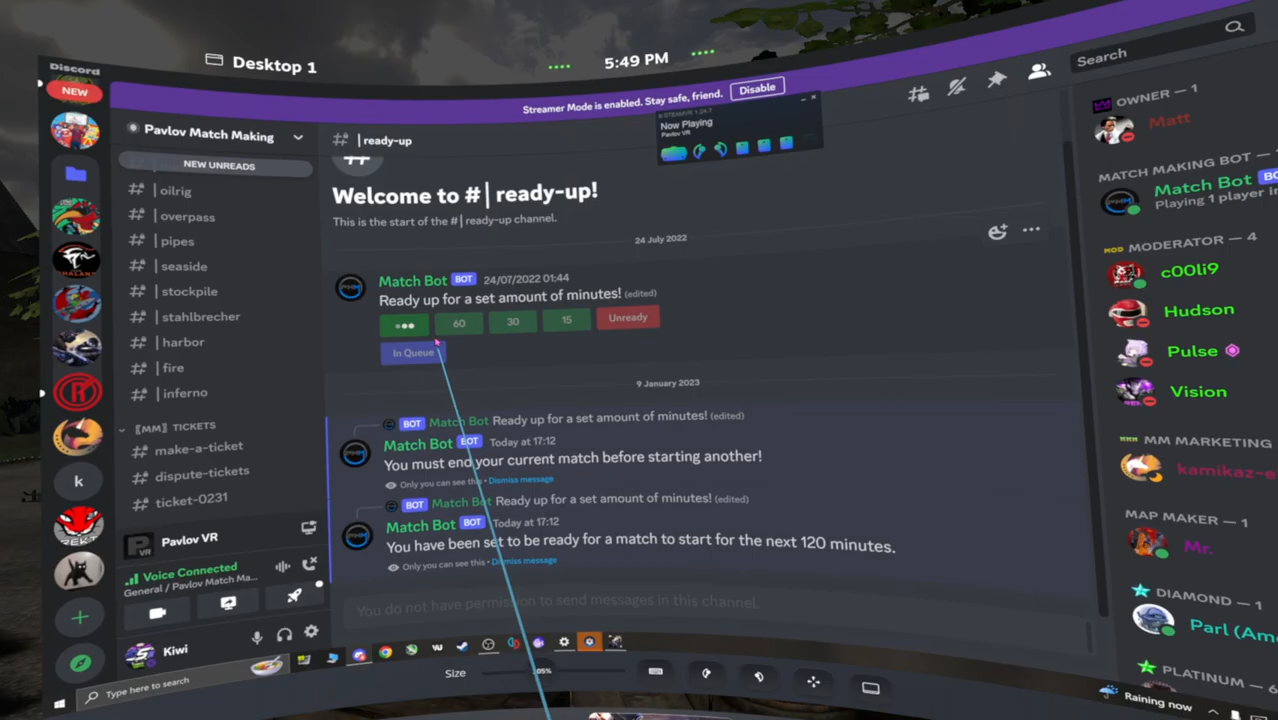 Desktop 1
5:49 PM
Discord
NEW
Streamer Mode is enabled. Stay safe, friend.
Disable
Search
Pavlov Match Making
NEW UNREADS
| oilrig
| overpass
| pipes
| seaside
| stockpile
| stahlbrecher
| harbor
| fire
| inferno
[MM] TICKETS
make-a-ticket
dispute-tickets
ticket-0231
Pavlov VR
Voice Connected
General / Pavlov Match Ma...
Kiwi
k
| ready-up
Now Playing
Pavlov VR
Welcome to # | ready-up!
This is the start of the # | ready-up channel.
24 July 2022
Match Bot BOT 24/07/2022 01:44
Ready up for a set amount of minutes! (edited)
60
30
15
Unready
In Queue
9 January 2023
BOT Match Bot Ready up for a set amount of minutes! (edited)
Match Bot BOT Today at 17:12
You must end your current match before starting another!
Only you can see this • Dismiss message
BOT Match Bot Ready up for a set amount of minutes! (edited)
Match Bot BOT Today at 17:12
You have been set to be ready for a match to start for the next 120 minutes.
Only you can see this • Dismiss message
You do not have permission to send messages in this channel.
OWNER — 1
Matt
MATCH MAKING BOT —
Match Bot
Playing 1 player in
MOD MODERATOR — 4
c00li9
Hudson
Pulse
Vision
MM MARKETING
kamikaz-e
MAP MAKER — 1
Mr.
DIAMOND — 1
Parl (Am
PLATINUM — 6
Type here to search
Size
Raining now